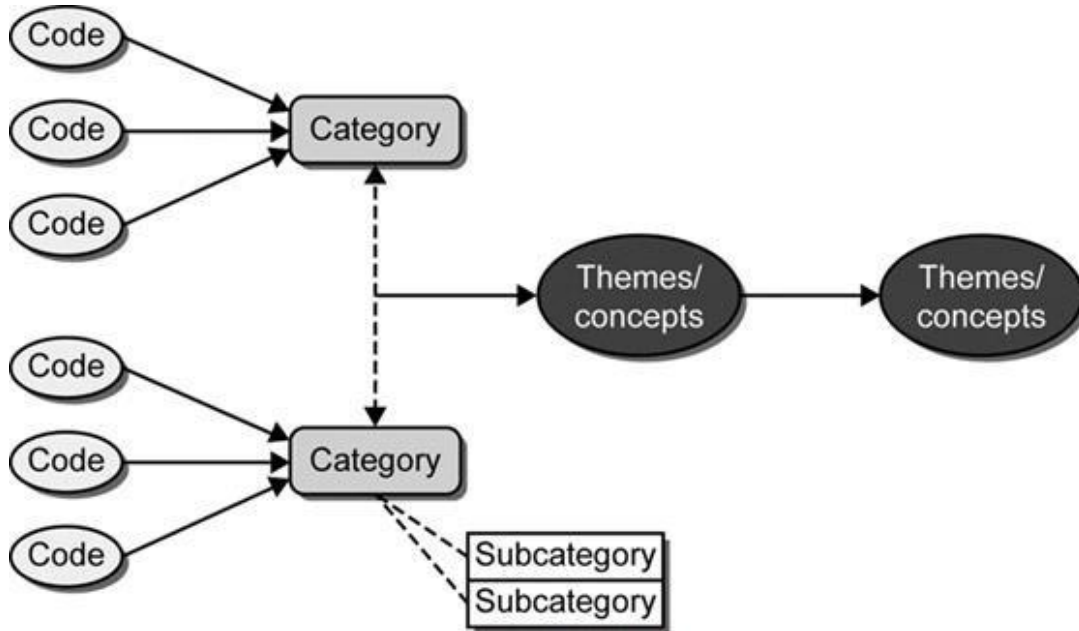 Code
Code
Category
Code
Themes/
concepts
Themes/
concepts
Code
Code
Category
Code
Subcategory
Subcategory